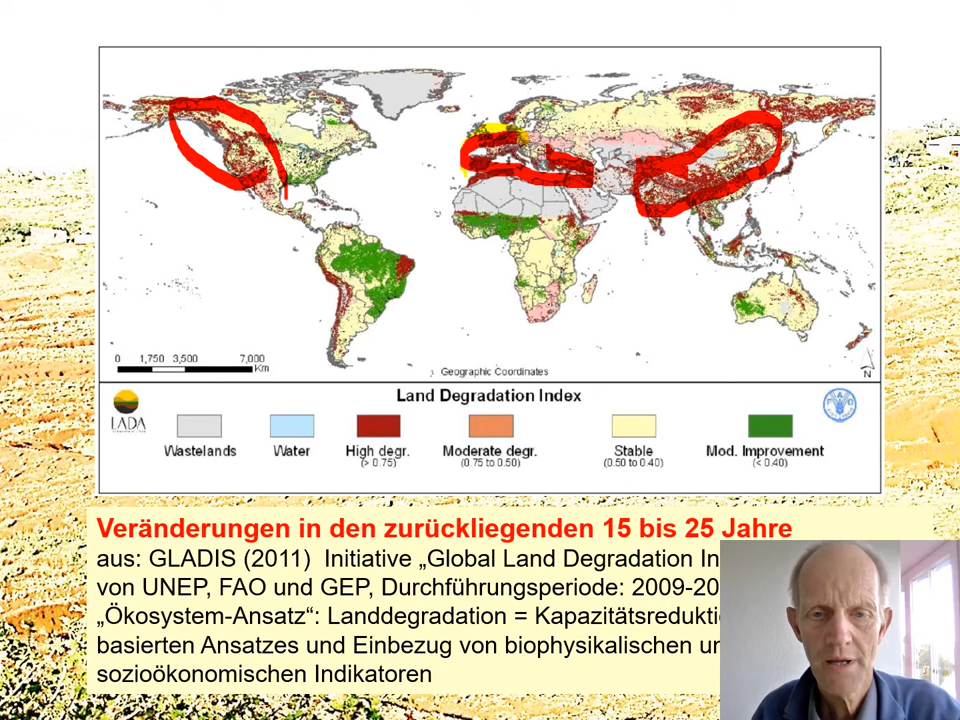 0 1,750 3,500 7,000
Km
Geographic Coordinates
N
Land Degradation Index
LADA
FAO
Wastelands Water High degr. Moderate degr. Stable Mod. Improvement
(> 0.75) (0.75 to 0.50) (0.50 to 0.40) (< 0.40)
Veränderungen in den zurückliegenden 15 bis 25 Jahre
aus: GLADIS (2011) Initiative „Global Land Degradation In
von UNEP, FAO und GEP, Durchführungsperiode: 2009-20
„Ökosystem-Ansatz“: Landdegradation = Kapazitätsredukti
basierten Ansatzes und Einbezug von biophysikalischen un
sozioökonomischen Indikatoren